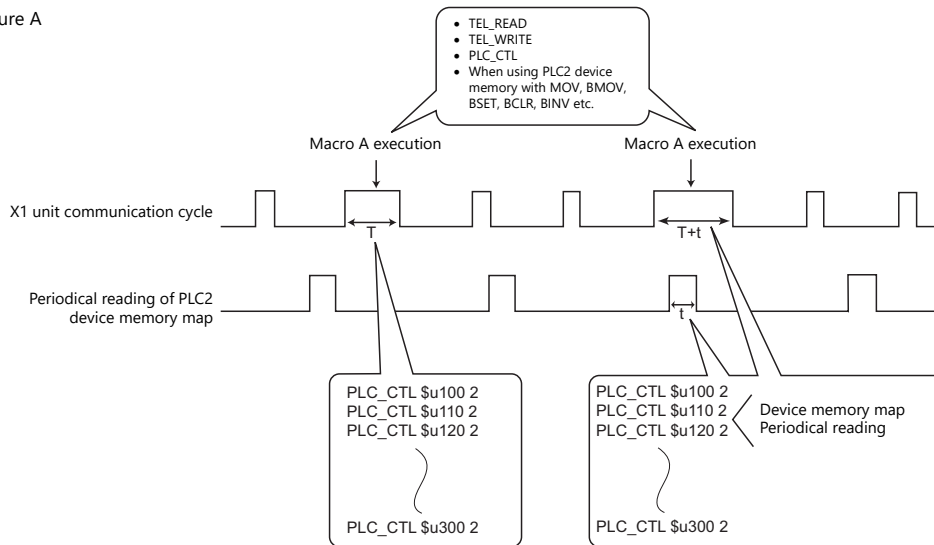 ure A
• TEL_READ
• TEL_WRITE
• PLC_CTL
• When using PLC2 device
memory with MOV, BMOV,
BSET, BCLR, BINV etc.
Macro A execution
Macro A execution
X1 unit communication cycle
T
T+t
Periodical reading of PLC2
device memory map
t
PLC_CTL $u100 2
PLC_CTL $u110 2
PLC_CTL $u120 2
PLC_CTL $u300 2
PLC_CTL $u100 2
PLC_CTL $u110 2
PLC_CTL $u120 2
Device memory map
Periodical reading
PLC_CTL $u300 2